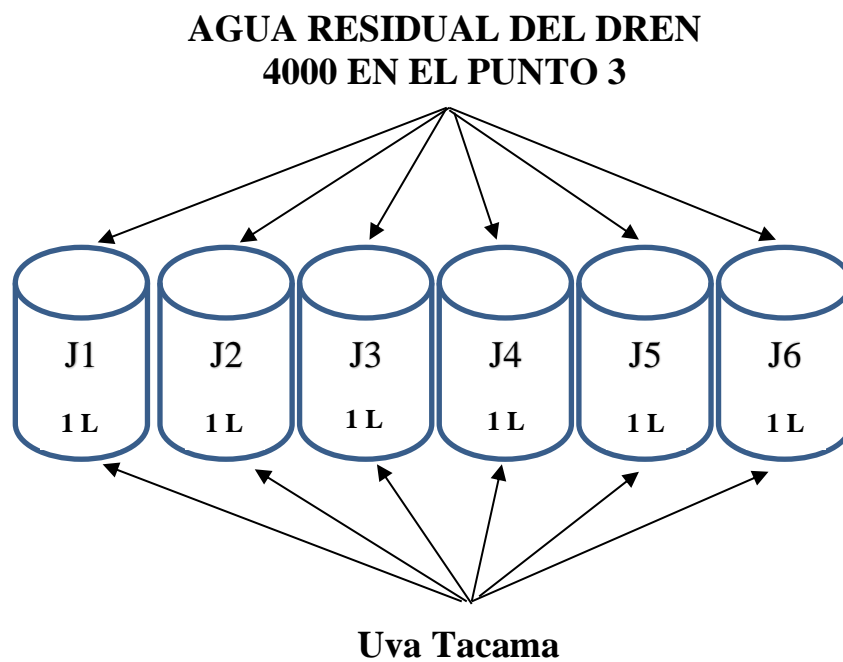 AGUA RESIDUAL DEL DREN
4000 EN EL PUNTO 3
J1 J2 J3 J4 J5 J6
1 L 1 L 1 L 1 L 1 L 1 L
Uva Tacama